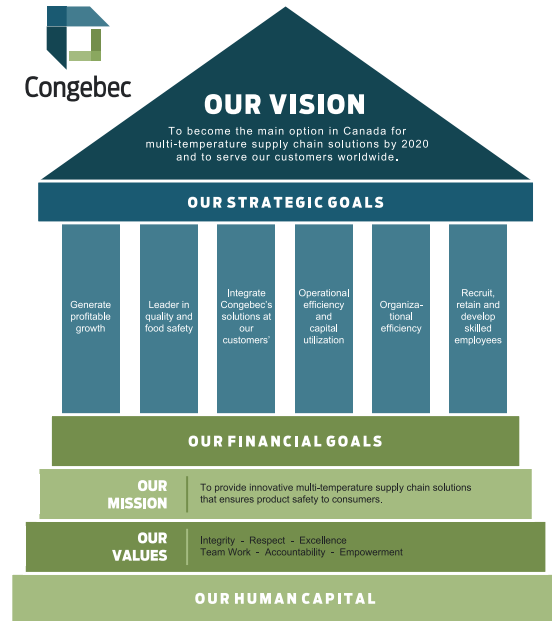 Congebec
OUR VISION
To become the main option in Canada for
multi-temperature supply chain solutions by 2020
and to serve our customers worldwide.
OUR STRATEGIC GOALS
Generate
profitable
growth
Leader in
quality and
food safety
Integrate
Congebec's
solutions at
our
customers'
Operational
efficiency
and
capital
utilization
Organiza-
tional
efficiency
Recruit,
retain and
develop
skilled
employees
OUR FINANCIAL GOALS
OUR
MISSION
To provide innovative multi-temperature supply chain solutions
that ensures product safety to consumers.
OUR
VALUES
Integrity - Respect - Excellence
Team Work - Accountability - Empowerment
OUR HUMAN CAPITAL